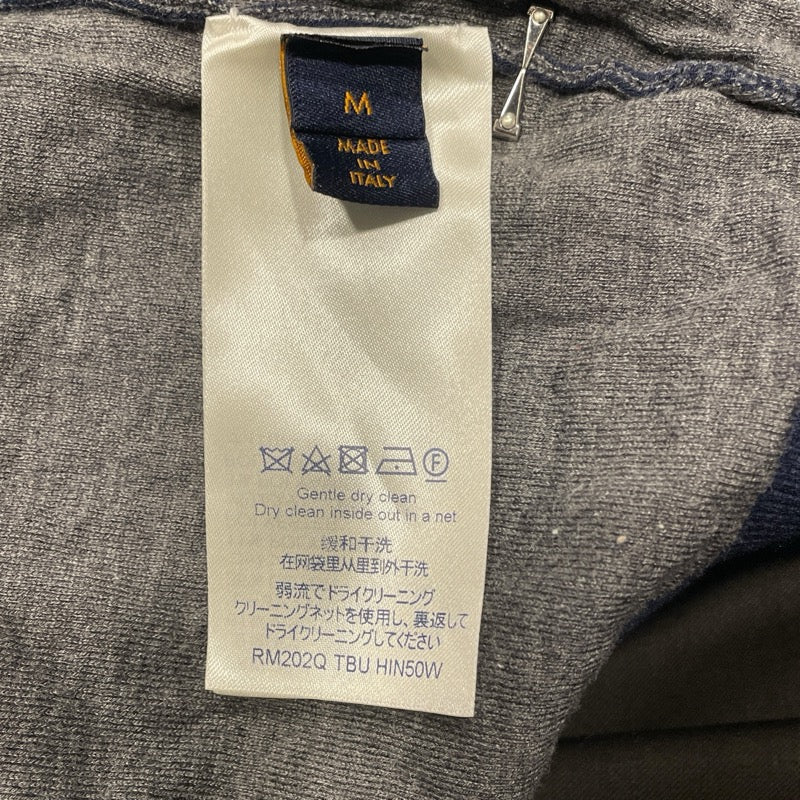 M
MADE
IN
ITALY
F
Gentle dry clean
Dry clean inside out in a net
缓和干洗
在网袋里从里到外干洗
弱流でドライクリーニング
クリーニングネットを使用し、裏返して
ドライクリーニングしてください
RM202Q TBU HIN50W